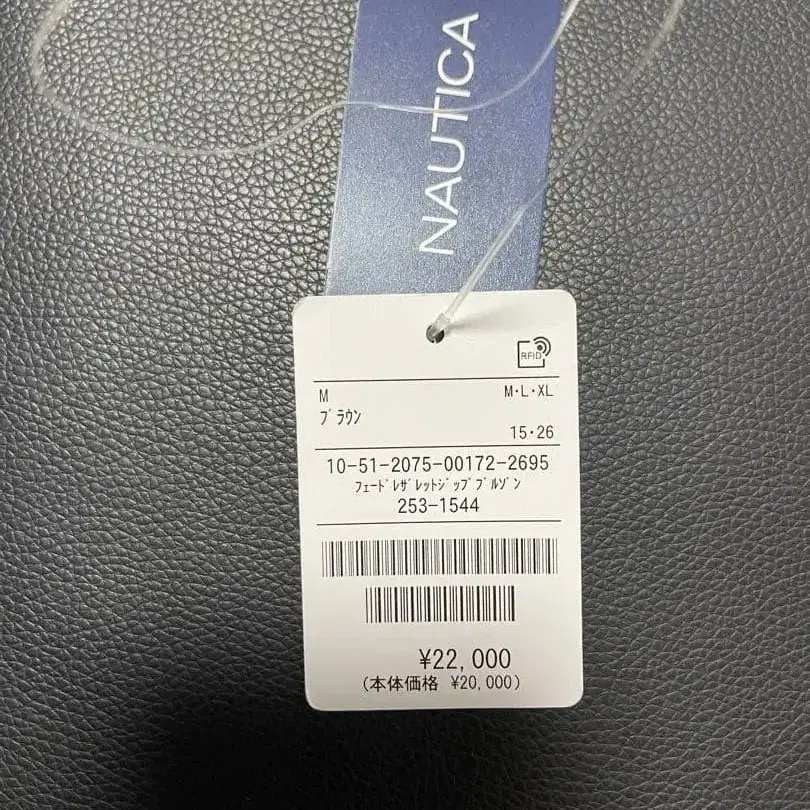 NAUTICA
RFID
M M・L・XL
ﾌﾞﾗｳﾝ
15・26
10-51-2075-00172-2695
ﾌｪｰﾄﾞﾚｻﾞﾚｯﾄｼﾞｯﾌﾟﾌﾞﾙｿﾞﾝ
253-1544
¥22,000
(本体価格 ¥20,000)